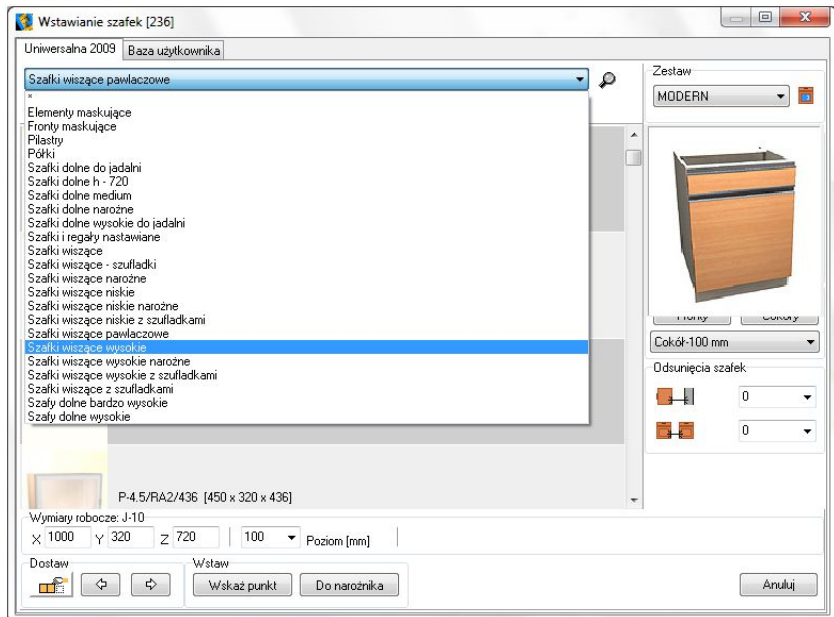 Wstawianie szafek [236]
Uniwersalna 2009
Baza użytkownika
Szafki wiszące pawlaczowe
*
Elementy maskujące
Fronty maskujące
Pilastry
Półki
Szafki dolne do jadalni
Szafki dolne h - 720
Szafki dolne medium
Szafki dolne narożne
Szafki dolne wysokie do jadalni
Szafki i regały nastawiane
Szafki wiszące
Szafki wiszące - szufladki
Szafki wiszące narożne
Szafki wiszące niskie
Szafki wiszące niskie narożne
Szafki wiszące niskie z szufladkami
Szafki wiszące pawlaczowe
Szafki wiszące wysokie
Szafki wiszące wysokie narożne
Szafki wiszące wysokie z szufladkami
Szafki wiszące z szufladkami
Szafy dolne bardzo wysokie
Szafy dolne wysokie
P-4.5/RA2/436 [450 x 320 x 436]
Zestaw
MODERN
Fronty
Cokoły
Cokół-100 mm
Odsunięcia szafek
0
0
Wymiary robocze: J-10
X 1000 Y 320 Z 720 100 Poziom [mm]
Dostaw
Wstaw
Wskaż punkt
Do narożnika
Anuluj